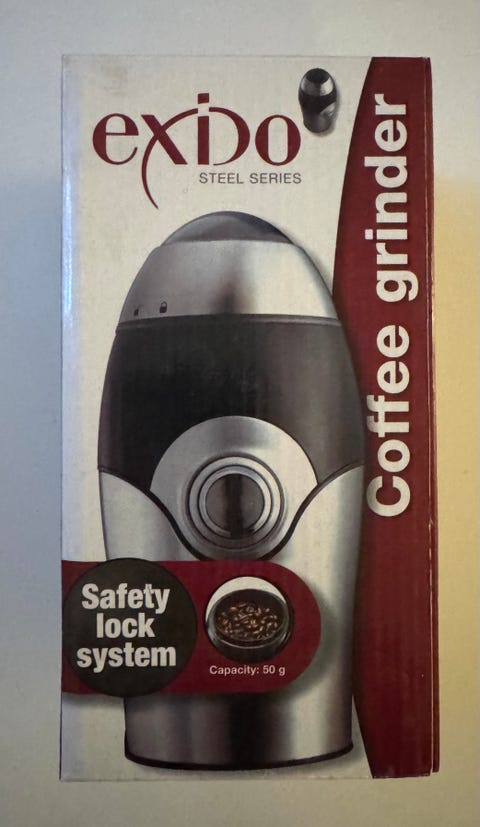 exido
STEEL SERIES
Coffee grinder
Safety
lock
system
Capacity: 50 g